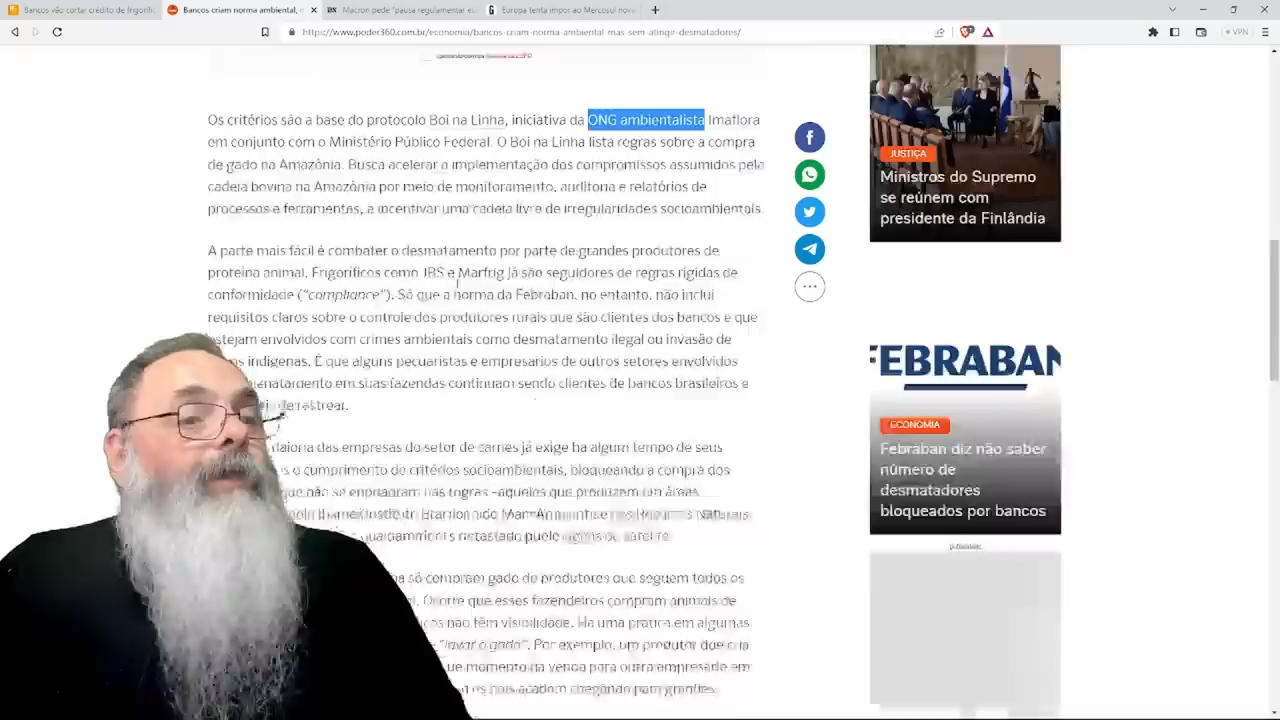 Bancos vão cortar crédito de frigorífic
Bancos criam norma ambiental, m
Macron pede "pausa regulamentar eu
Europa tenta impor ao Mercosul nova
https://www.poder360.com.br/economia/bancos-criam-norma-ambiental-mas-sem-atingir-desmatadores/
VPN
Os critérios são a base do protocolo Boi na Linha, iniciativa da ONG ambientalista Imaflora
em conjunto com o Ministério Público Federal. O Boi na Linha lista regras sobre a compra
de gado na Amazônia. Busca acelerar a implementação dos compromissos assumidos pela
cadeia bovina na Amazônia por meio de monitoramento, auditoria e relatórios de
processos e ferramentas, a incentivar uma cadeia livre de irregularidades socioambientais.
A parte mais fácil é combater o desmatamento por parte de grandes produtores de
proteína animal. Frigoríficos como JBS e Marfrig já são seguidores de regras rígidas de
conformidade ("compliance"). Só que a norma da Febraban, no entanto, não inclui
requisitos claros sobre o controle dos produtores rurais que são clientes dos bancos e que
estejam envolvidos com crimes ambientais como desmatamento ilegal ou invasão de
indígenas. É que alguns pecuaristas e empresários de outros setores envolvidos
desmatamento em suas fazendas continuam sendo clientes de bancos brasileiros e
rastrear.
das empresas do setor de carnes já exige há algum tempo de seus
o cumprimento de critérios socioambientais, bloqueando a compra dos
que não se enquadram nas regras –aqueles que produzem em áreas
só compram gado de produtores que seguem todos os
Ocorre que esses fazendeiros compram animais de
não têm visibilidade. Há uma prática em algumas
"lavar o gado". Por exemplo, um produtor que
momento a venda para um
JUSTIÇA
Ministros do Supremo
se reúnem com
presidente da Finlândia
FEBRABAN
ECONOMIA
Febraban diz não saber
número de
desmatadores
bloqueados por bancos
publicidade